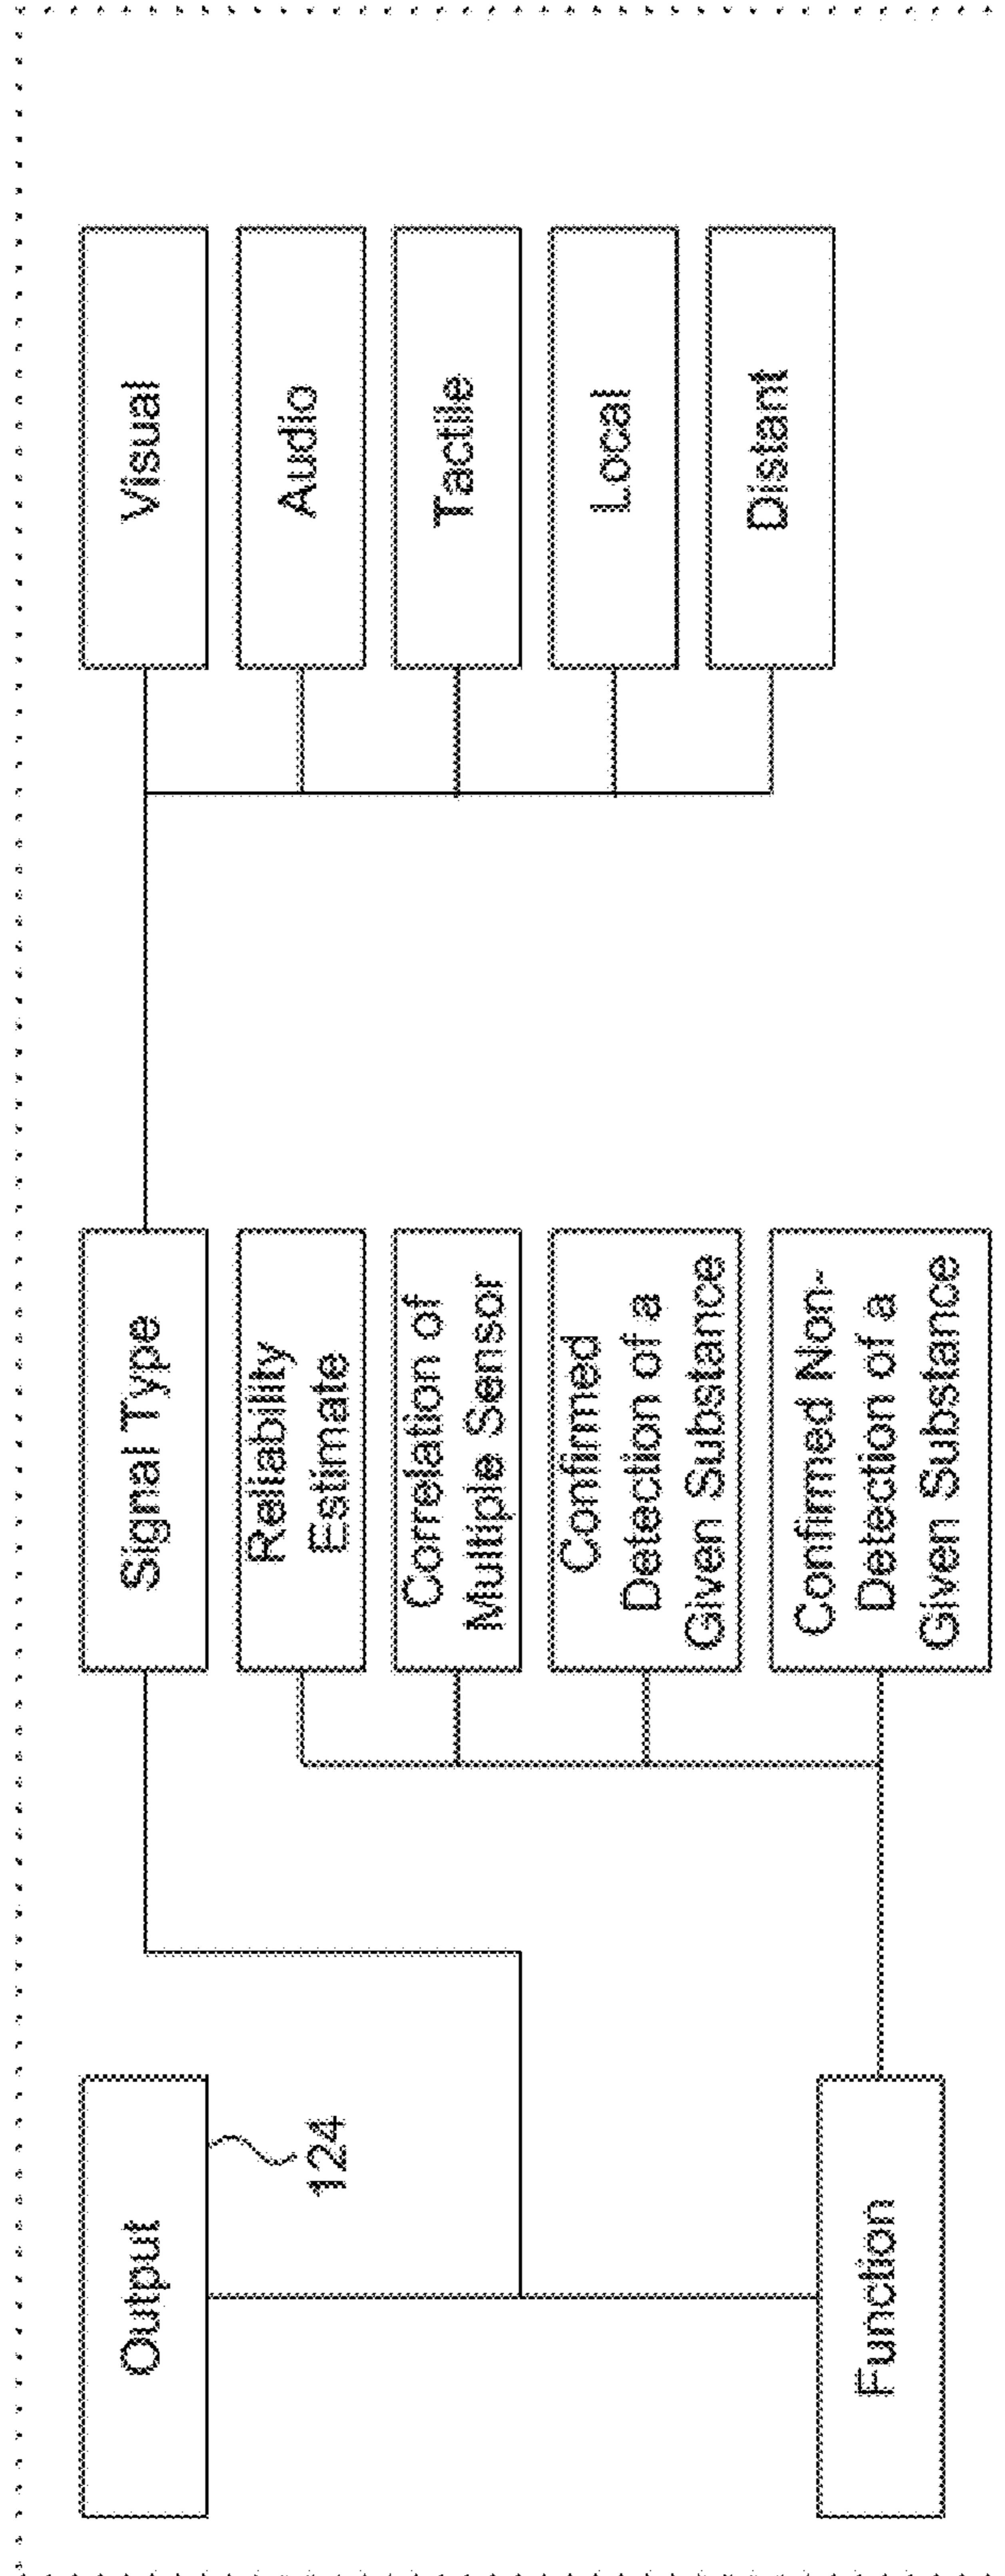 Output
124
Function
Signal Type
Reliability
Estimate
Correlation of
Multiple Sensor
Confirmed
Detection of a
Given Substance
Confirmed Non-
Detection of a
Given Substance
Visual
Audio
Tactile
Local
Distant